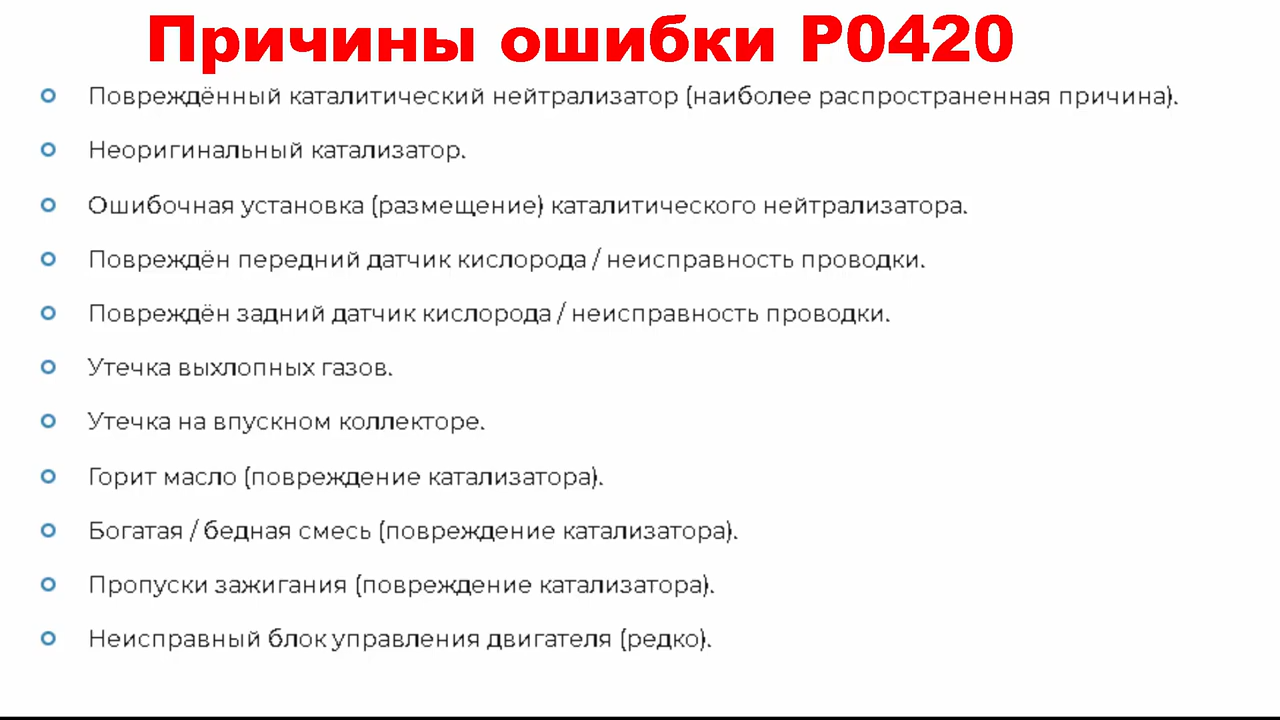 Причины ошибки P0420
Повреждённый каталитический нейтрализатор (наиболее распространенная причина).
Неоригинальный катализатор.
Ошибочная установка (размещение) каталитического нейтрализатора.
Повреждён передний датчик кислорода / неисправность проводки.
Повреждён задний датчик кислорода / неисправность проводки.
Утечка выхлопных газов.
Утечка на впускном коллекторе.
Горит масло (повреждение катализатора).
Богатая / бедная смесь (повреждение катализатора).
Пропуски зажигания (повреждение катализатора).
Неисправный блок управления двигателя (редко).